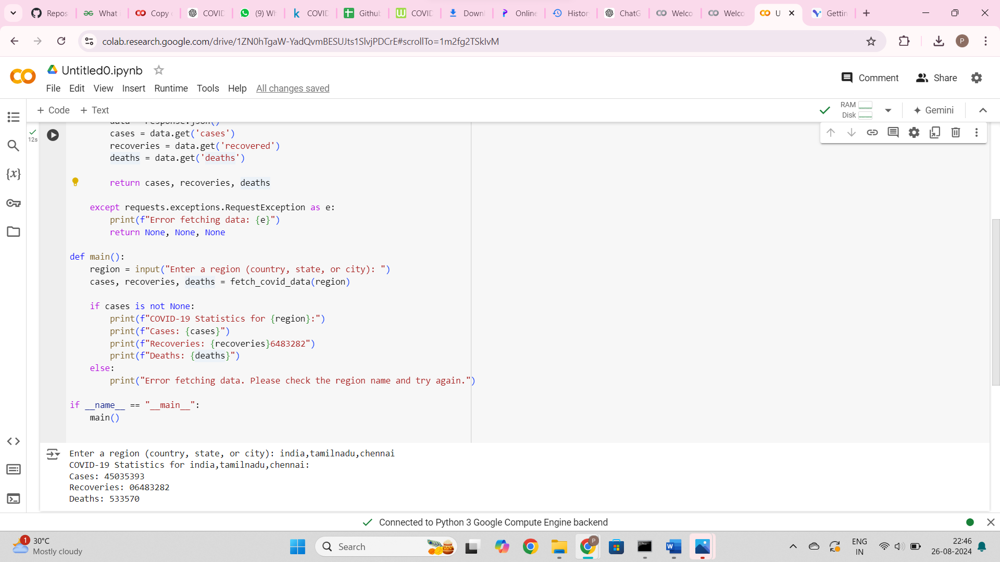 Repos
What i
Copy o
COVID
(9) Wh
COVID
Github
COVID
Downl
Online
Histor
ChatG
Welco
Welco
U
Gettin
colab.research.google.com/drive/1ZN0hTgaW-YadQvmBESUJts1SlvjPDCrE#scrollTo=1m2fg2TSkIvM
P
Untitled0.ipynb
File Edit View Insert Runtime Tools Help All changes saved
Comment
Share
+ Code + Text
RAM
Disk
Gemini
12s
data = response.json()
cases = data.get('cases')
recoveries = data.get('recovered')
deaths = data.get('deaths')
return cases, recoveries, deaths
except requests.exceptions.RequestException as e:
print(f"Error fetching data: {e}")
return None, None, None
def main():
region = input("Enter a region (country, state, or city): ")
cases, recoveries, deaths = fetch_covid_data(region)
if cases is not None:
print(f"COVID-19 Statistics for {region}:")
print(f"Cases: {cases}")
print(f"Recoveries: {recoveries}6483282")
print(f"Deaths: {deaths}")
else:
print("Error fetching data. Please check the region name and try again.")
if __name__ == "__main__":
main()
Enter a region (country, state, or city): india,tamilnadu,chennai
COVID-19 Statistics for india,tamilnadu,chennai:
Cases: 45035393
Recoveries: 06483282
Deaths: 533570
Connected to Python 3 Google Compute Engine backend
1
30°C
Mostly cloudy
Search
P
ENG
IN
22:46
26-08-2024